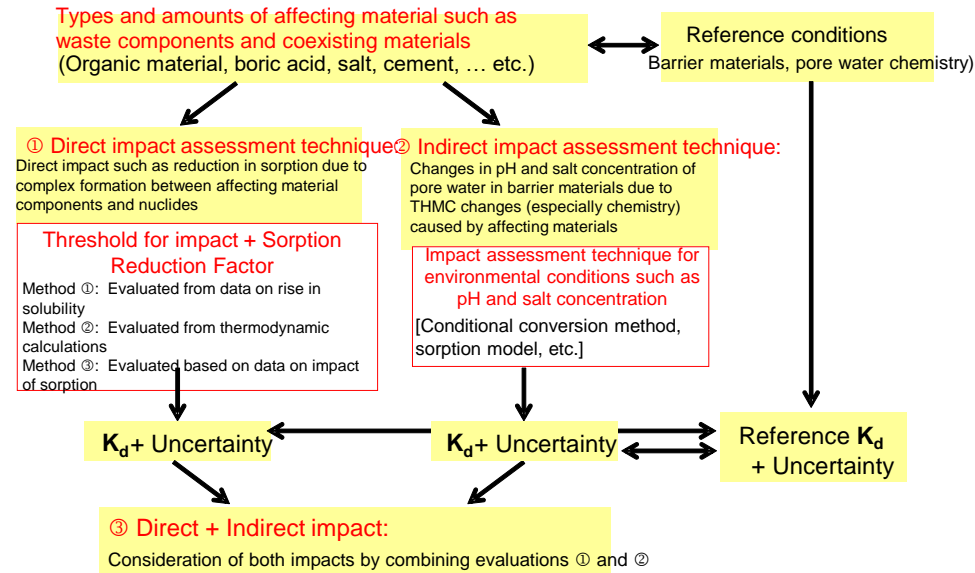 Types and amounts of affecting material such as
waste components and coexisting materials
(Organic material, boric acid, salt, cement, … etc.)
Reference conditions
Barrier materials, pore water chemistry)
① Direct impact assessment technique:
Direct impact such as reduction in sorption due to
complex formation between affecting material
components and nuclides
② Indirect impact assessment technique:
Changes in pH and salt concentration of
pore water in barrier materials due to
THMC changes (especially chemistry)
caused by affecting materials
Threshold for impact + Sorption
Reduction Factor
Method ①: Evaluated from data on rise in
solubility
Method ②: Evaluated from thermodynamic
calculations
Method ③: Evaluated based on data on impact
of sorption
Impact assessment technique for
environmental conditions such as
pH and salt concentration
[Conditional conversion method,
sorption model, etc.]
Kd+ Uncertainty
Kd+ Uncertainty
Reference Kd
+ Uncertainty
③ Direct + Indirect impact:
Consideration of both impacts by combining evaluations ① and ②